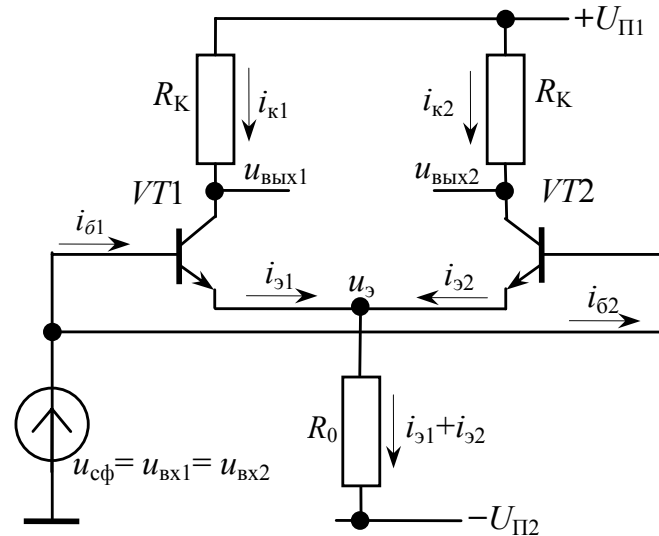 +U_П1
R_К i_к1 i_к2 R_К
u_вых1 u_вых2
VT1 VT2
i_б1
i_э1 u_э i_э2
i_б2
R_0 i_э1+i_э2
u_сф= u_вх1= u_вх2
−U_П2